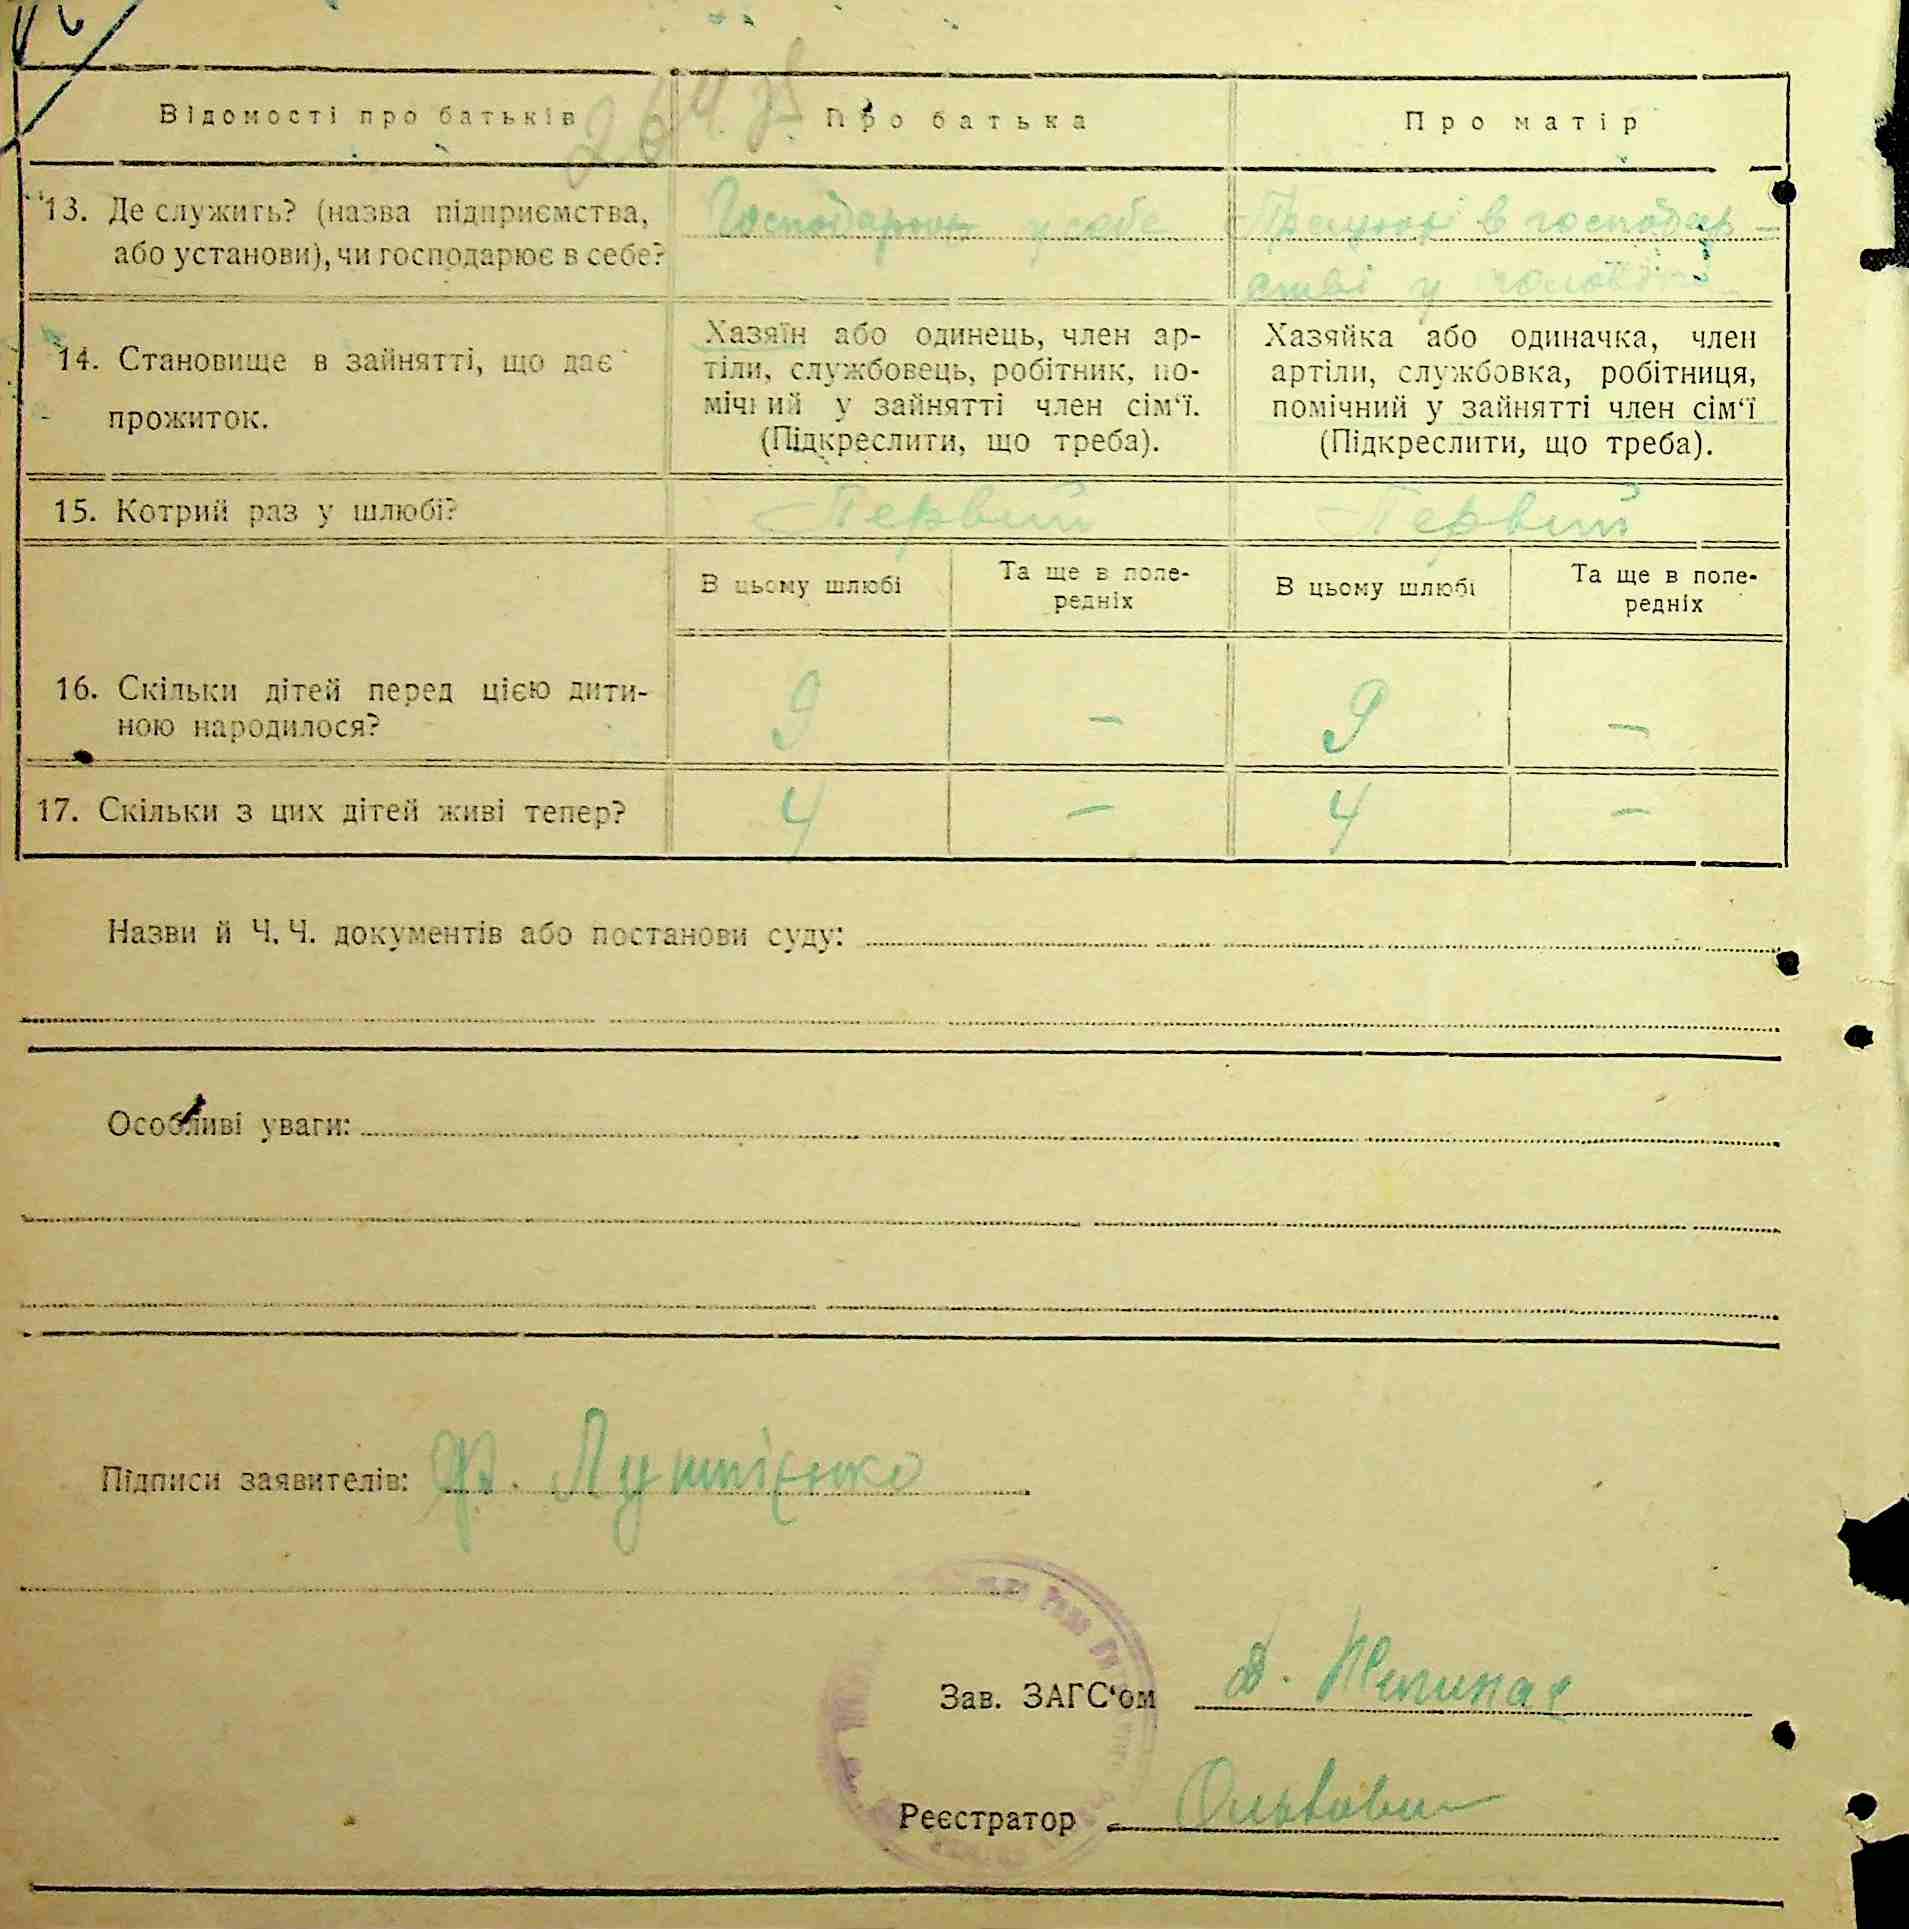 Відомості про батьків
Про батька
Про матір
13. Де служить? (назва підприємства,
або установи), чи господарює в себе?
Господарює у себе
Працює в господар-
стві у чоловіка
14. Становище в зайнятті, що дає
прожиток.
Хазяїн або одинець, член ар-
тіли, службовець, робітник, по-
мічний у зайнятті член сім'ї.
(Підкреслити, що треба).
Хазяйка або одиначка, член
артіли, службовка, робітниця,
помічний у зайнятті член сім'ї
(Підкреслити, що треба).
15. Котрий раз у шлюбі?
Первий
Первий
В цьому шлюбі
Та ще в попе-
редніх
В цьому шлюбі
Та ще в попе-
редніх
16. Скільки дітей перед цією дити-
ною народилося?
9 – 9 –
17. Скільки з цих дітей живі тепер?
4 – 4 –
Назви й Ч. Ч. документів або постанови суду:
Особливі уваги:
Підписи заявителів:
Зав. ЗАГС'ом
Реєстратор